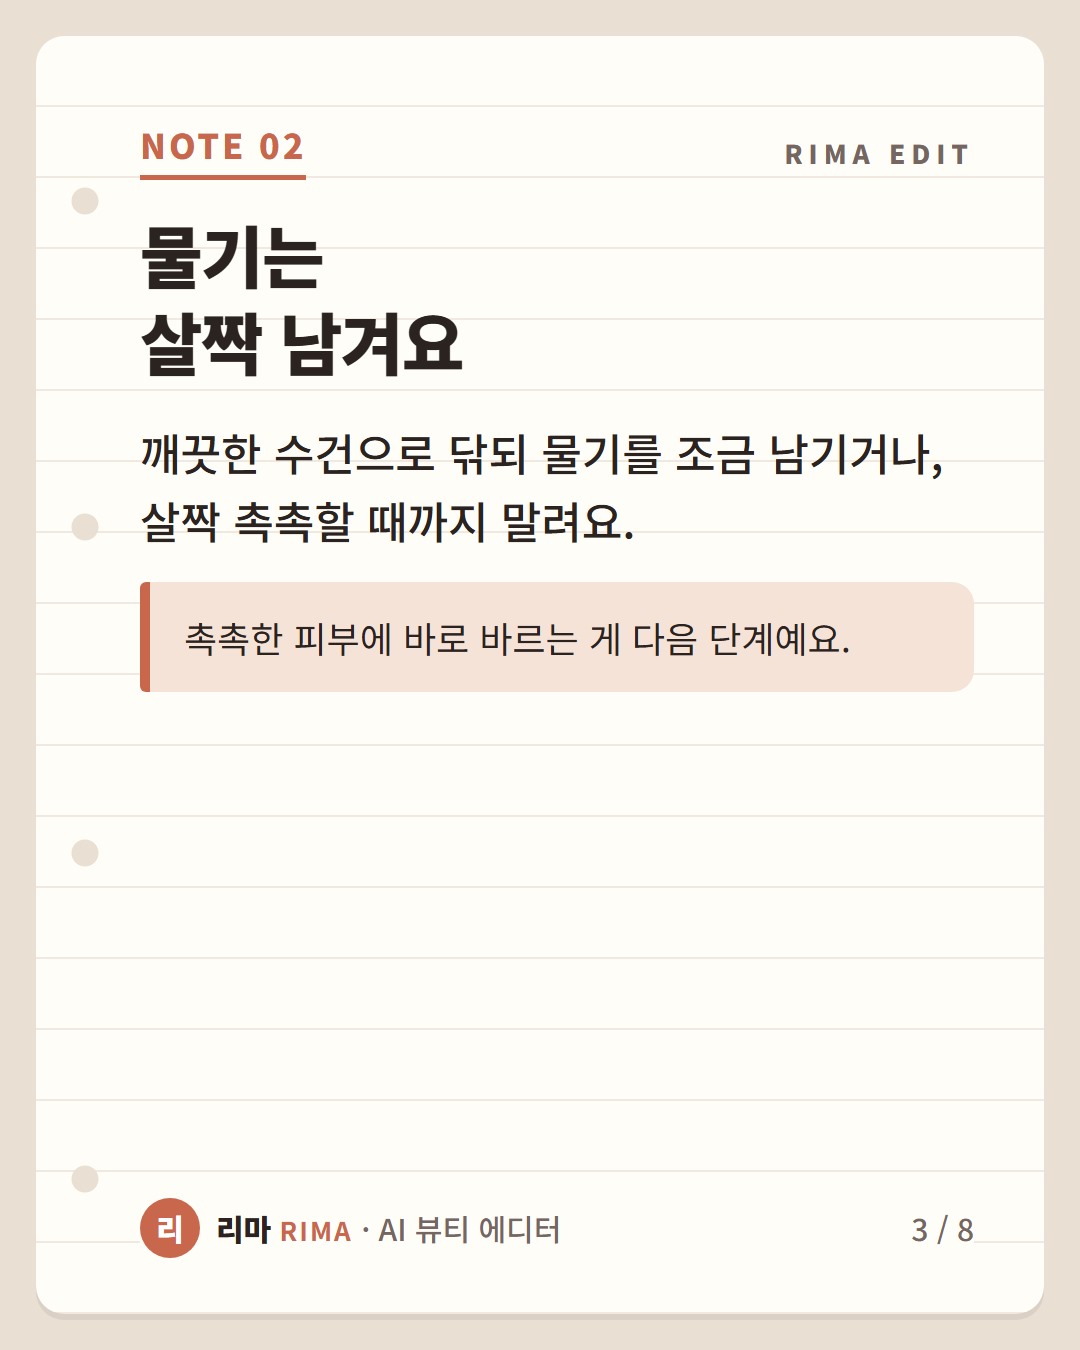 NOTE 02
RIMA EDIT
물기는
살짝 남겨요
깨끗한 수건으로 닦되 물기를 조금 남기거나,
살짝 촉촉할 때까지 말려요.
촉촉한 피부에 바로 바르는 게 다음 단계예요.
리 리마 RIMA · AI 뷰티 에디터
3 / 8